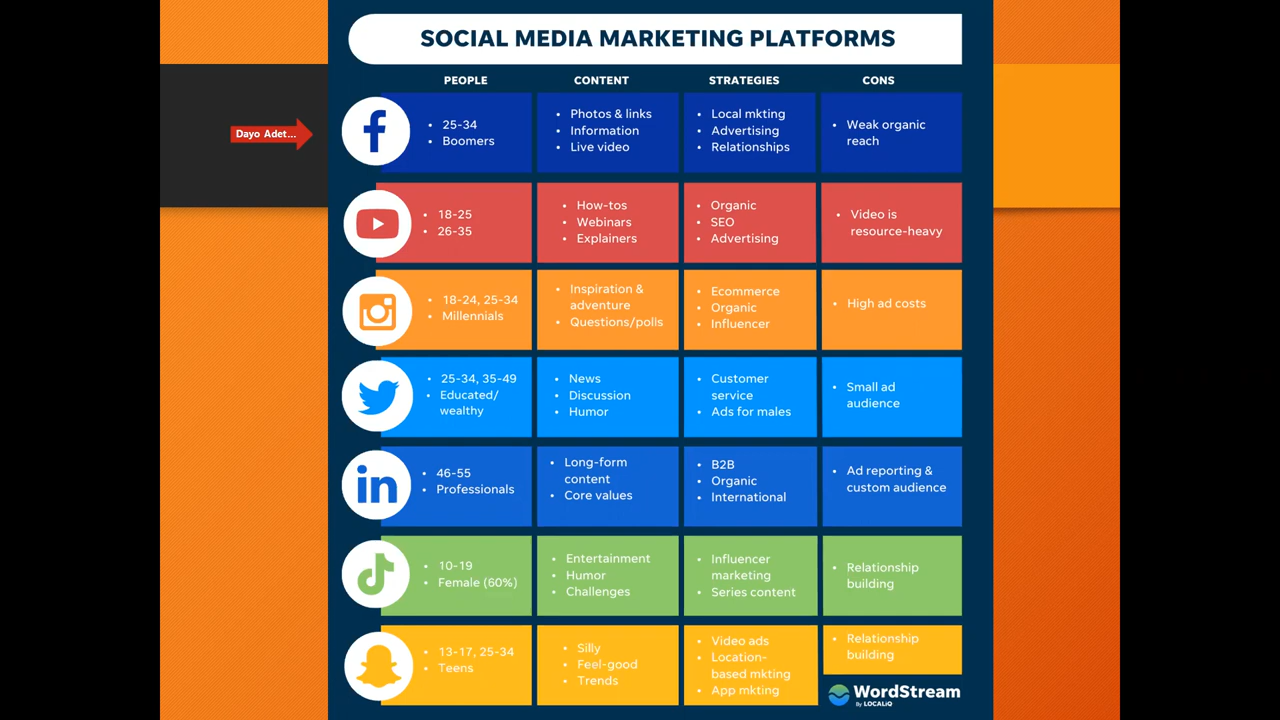 SOCIAL MEDIA MARKETING PLATFORMS
PEOPLE CONTENT STRATEGIES CONS
Dayo Adet...
• 25-34
• Boomers
• Photos & links
• Information
• Live video
• Local mkting
• Advertising
• Relationships
• Weak organic
reach
• 18-25
• 26-35
• How-tos
• Webinars
• Explainers
• Organic
• SEO
• Advertising
• Video is
resource-heavy
• 18-24, 25-34
• Millennials
• Inspiration &
adventure
• Questions/polls
• Ecommerce
• Organic
• Influencer
• High ad costs
• 25-34, 35-49
• Educated/
wealthy
• News
• Discussion
• Humor
• Customer
service
• Ads for males
• Small ad
audience
in
• 46-55
• Professionals
• Long-form
content
• Core values
• B2B
• Organic
• International
• Ad reporting &
custom audience
• 10-19
• Female (60%)
• Entertainment
• Humor
• Challenges
• Influencer
marketing
• Series content
• Relationship
building
• 13-17, 25-34
• Teens
• Silly
• Feel-good
• Trends
• Video ads
• Location-
based mkting
• App mkting
• Relationship
building
WordStream
By LOCALiQ